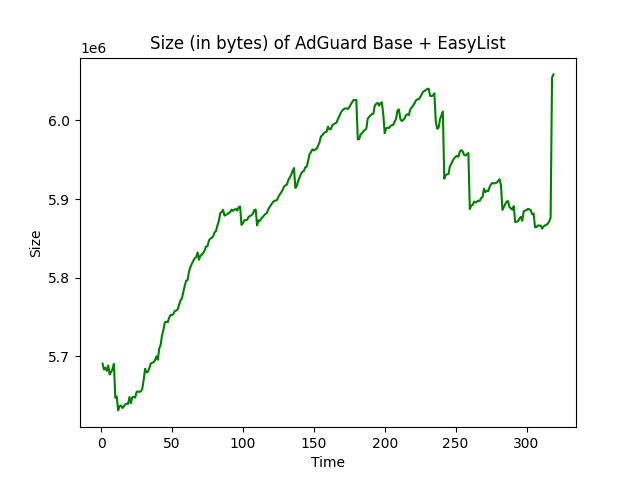 Size (in bytes) of AdGuard Base + EasyList
1e6
6.0
5.9
5.8
5.7
Size
0 50 100 150 200 250 300
Time